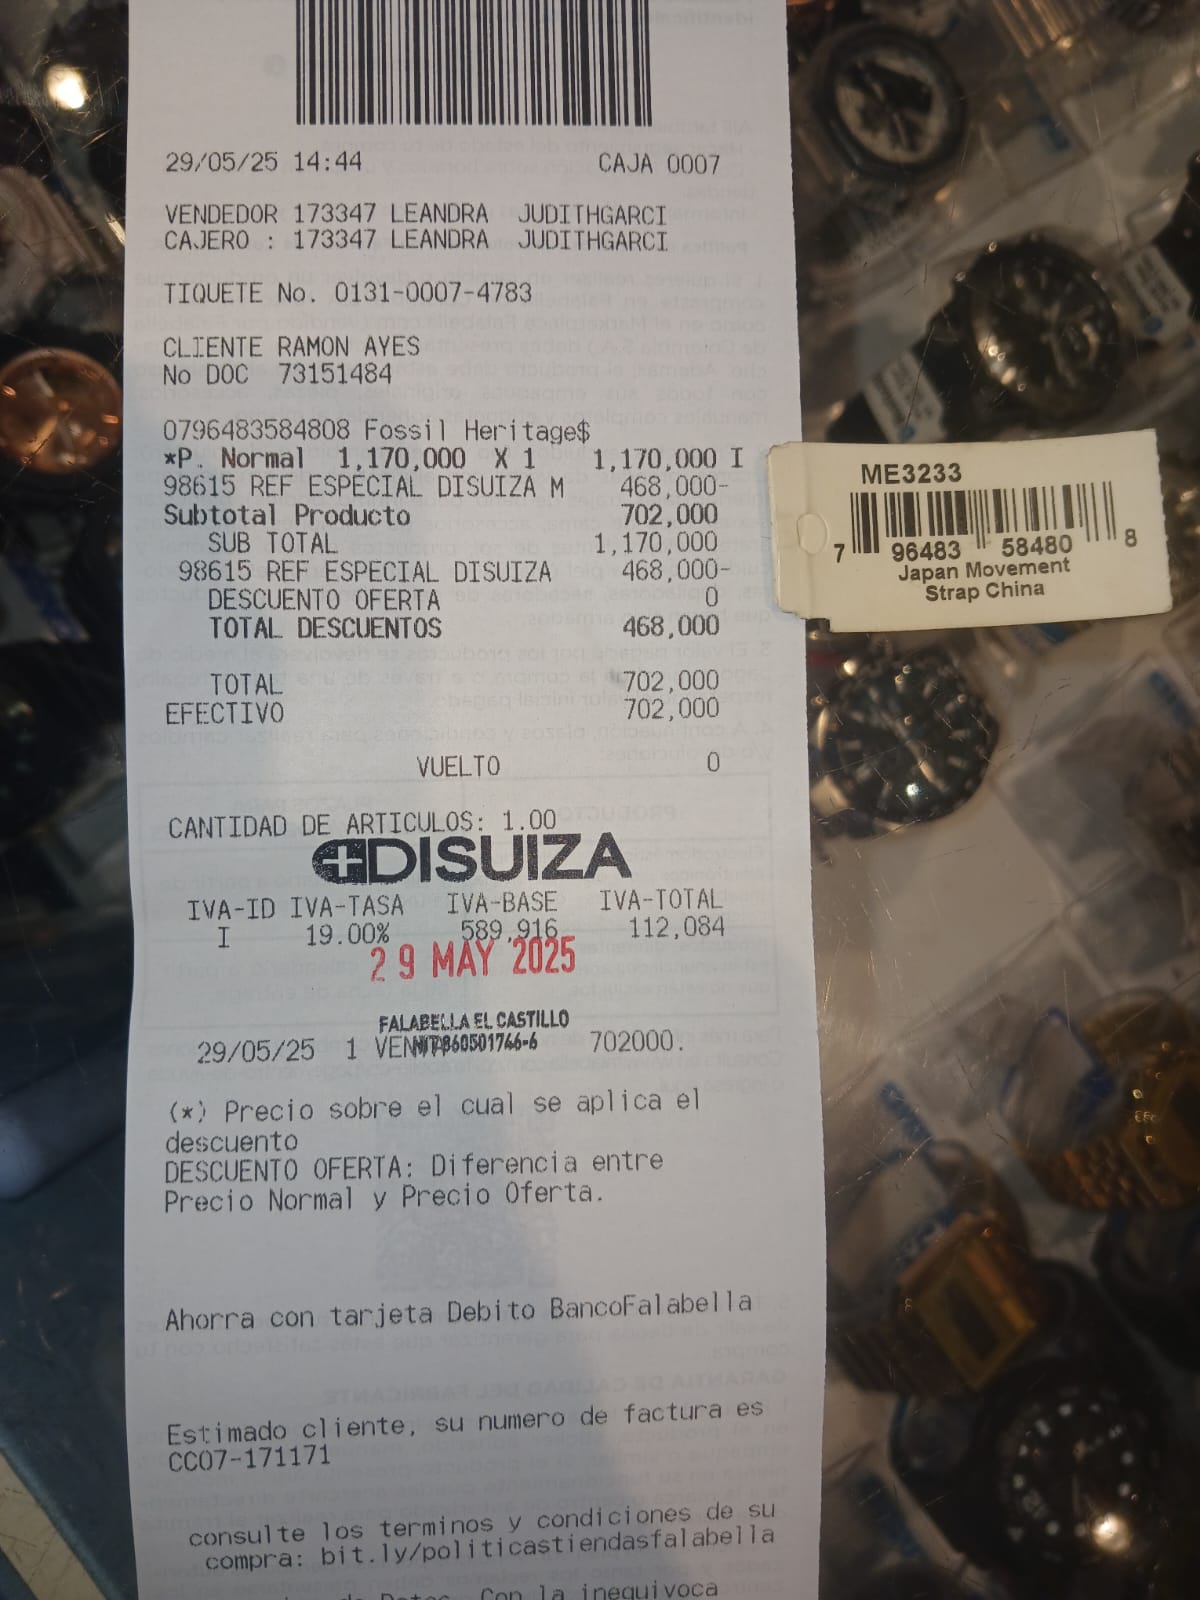 29/05/25 14:44 CAJA 0007
VENDEDOR 173347 LEANDRA JUDITHGARCI
CAJERO : 173347 LEANDRA JUDITHGARCI
TIQUETE No. 0131-0007-4783
CLIENTE RAMON AYES
No DOC 73151484
0796483584808 Fossil Heritage$
*P. Normal 1,170,000 X 1 1,170,000 I
98615 REF ESPECIAL DISUIZA M 468,000-
Subtotal Producto 702,000
SUB TOTAL 1,170,000
98615 REF ESPECIAL DISUIZA 468,000-
DESCUENTO OFERTA 0
TOTAL DESCUENTOS 468,000
TOTAL 702,000
EFECTIVO 702,000
VUELTO 0
CANTIDAD DE ARTICULOS: 1.00
DISUIZA
IVA-ID IVA-TASA IVA-BASE IVA-TOTAL
I 19.00% 589,916 112,084
29 MAY 2025
FALABELLA EL CASTILLO
NIT 860501746-6
29/05/25 1 702000.
(*) Precio sobre el cual se aplica el
descuento
DESCUENTO OFERTA: Diferencia entre
Precio Normal y Precio Oferta.
Ahorra con tarjeta Debito BancoFalabella
Estimado cliente, su numero de factura es
CC07-171171
consulte los terminos y condiciones de su
compra: bit.ly/politicastiendasfalabella
Con la inequivoca
ME3233
7 96483 58480 8
Japan Movement
Strap China